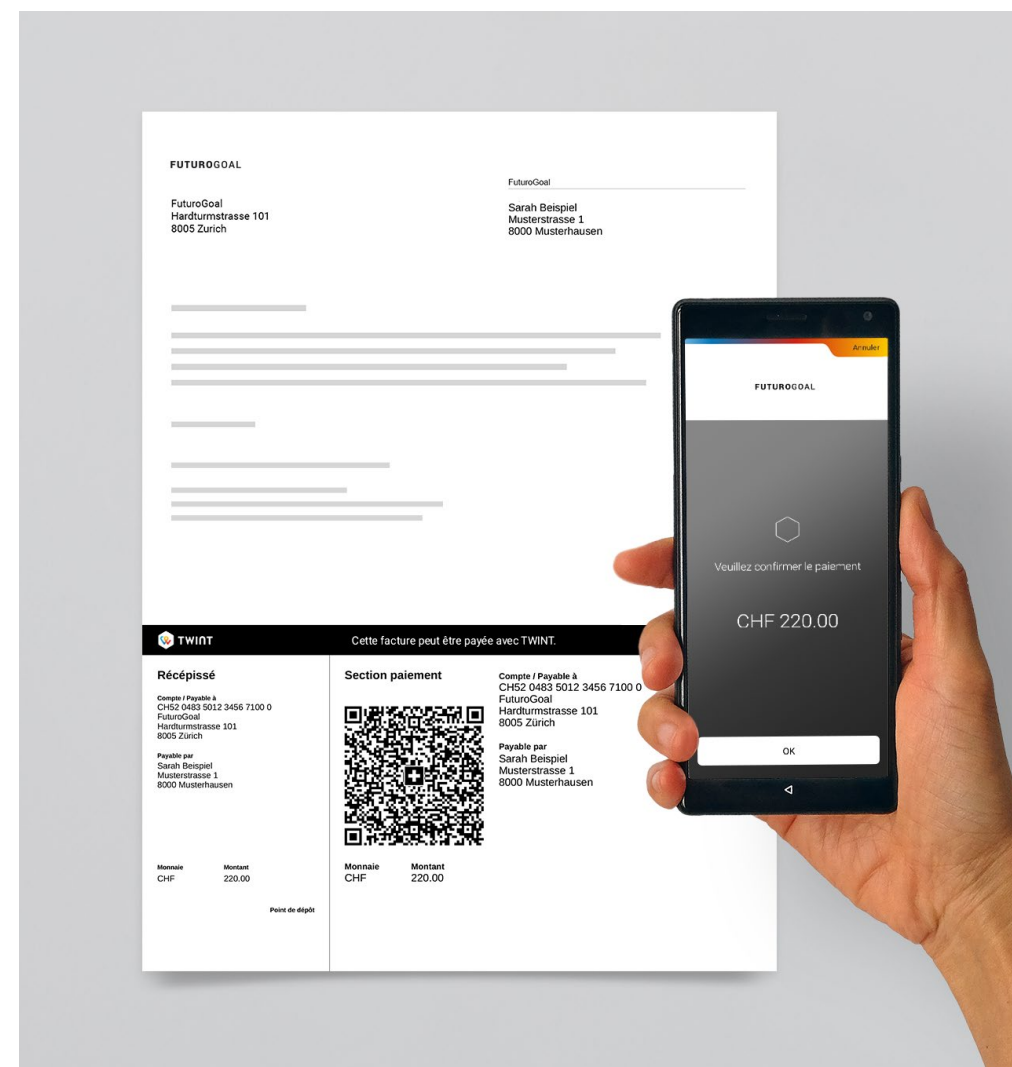 FUTUROGOAL
FuturoGoal
Hardturmstrasse 101
8005 Zurich
FuturoGoal
Sarah Beispiel
Musterstrasse 1
8000 Musterhausen
TWINT
Cette facture peut être payée avec TWINT.
Récépissé
Compte / Payable à
CH52 0483 5012 3456 7100 0
FuturoGoal
Hardturmstrasse 101
8005 Zürich
Payable par
Sarah Beispiel
Musterstrasse 1
8000 Musterhausen
Monnaie Montant
CHF 220.00
Point de dépôt
Section paiement
Compte / Payable à
CH52 0483 5012 3456 7100 0
FuturoGoal
Hardturmstrasse 101
8005 Zürich
Payable par
Sarah Beispiel
Musterstrasse 1
8000 Musterhausen
Monnaie Montant
CHF 220.00
Annuler
FUTUROGOAL
Veuillez confirmer le paiement
CHF 220.00
OK